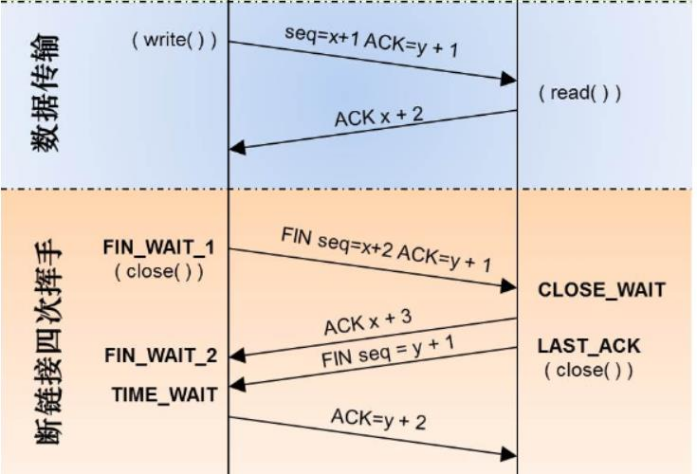 数据传输
( write( ) )
seq=x+1 ACK=y + 1
( read( ) )
ACK x + 2
断链接四次挥手
FIN_WAIT_1
( close( ) )
FIN seq=x+2 ACK=y + 1
CLOSE_WAIT
ACK x + 3
FIN_WAIT_2
FIN seq = y + 1
LAST_ACK
( close( ) )
TIME_WAIT
ACK=y + 2